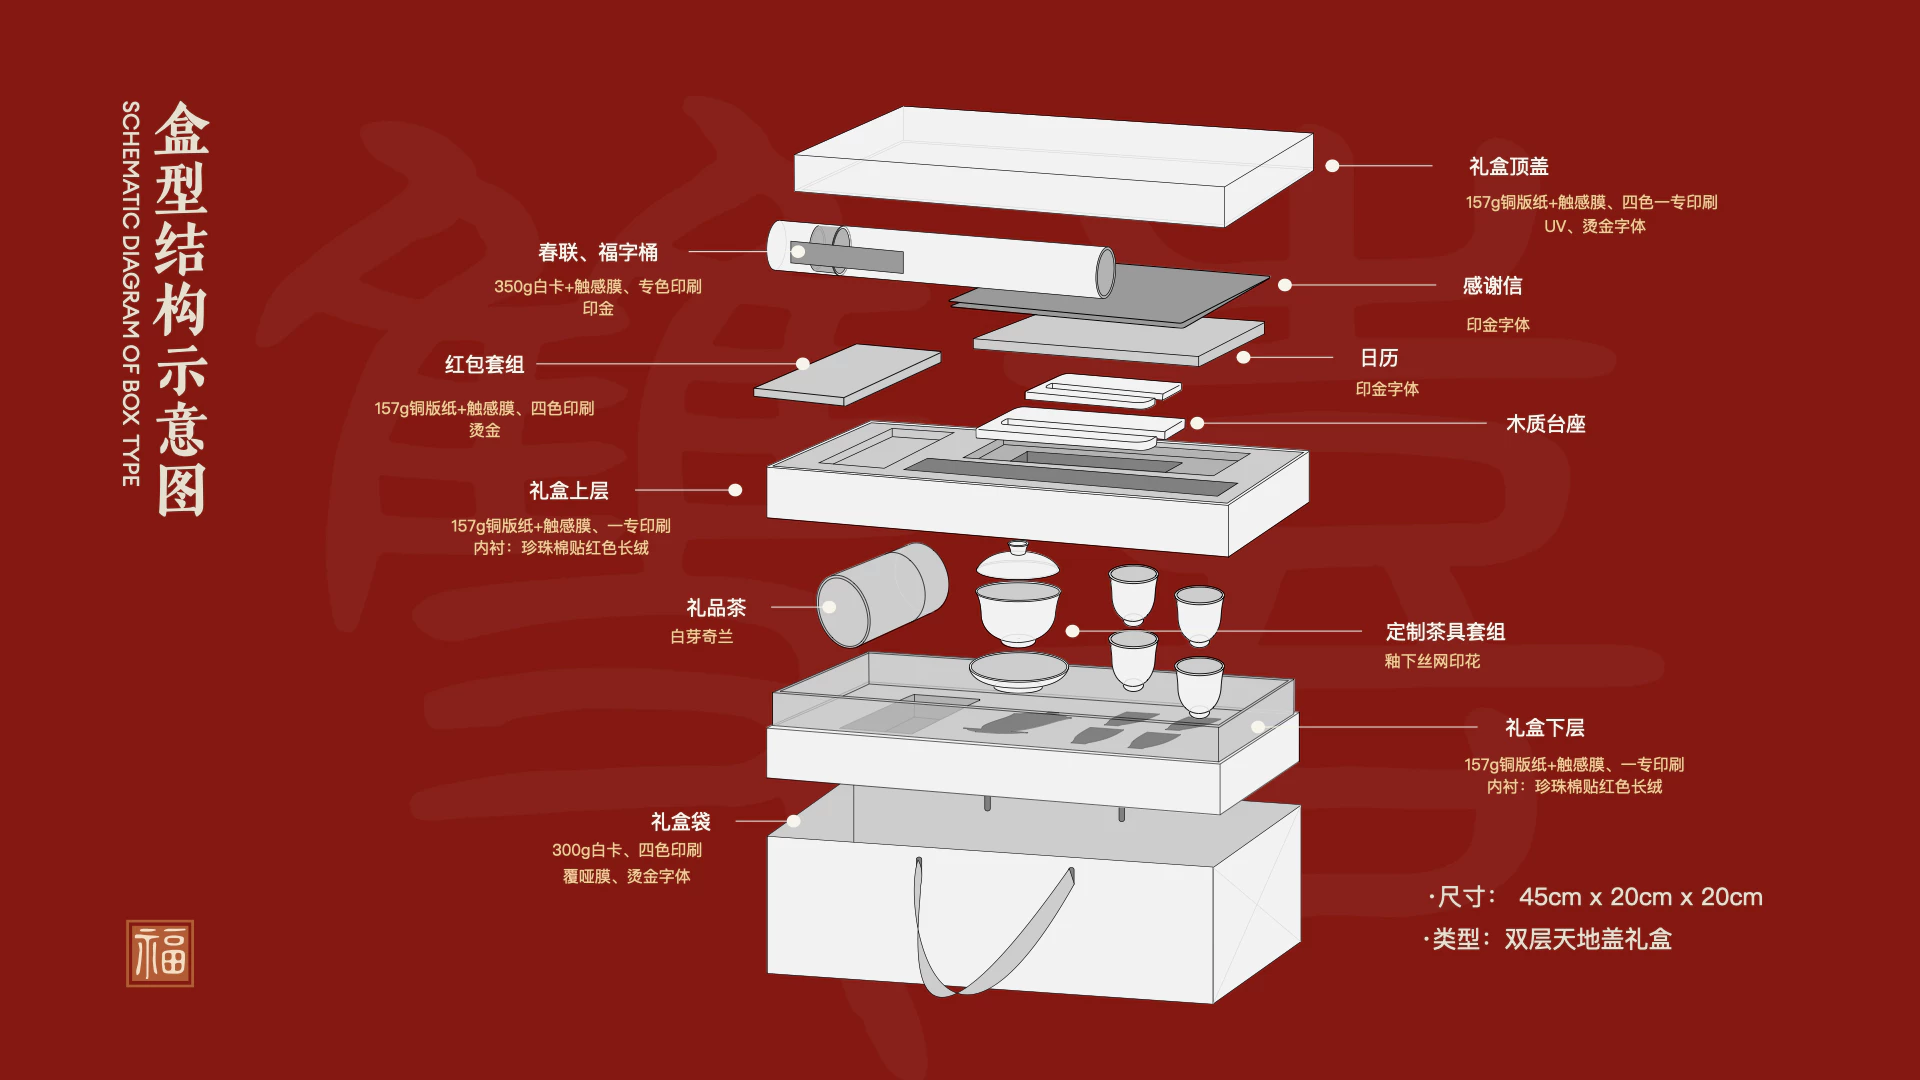 盒型结构示意图
SCHEMATIC DIAGRAM OF BOX TYPE
礼盒顶盖
157g铜版纸+触感膜、四色一专印刷
UV、烫金字体
春联、福字桶
350g白卡+触感膜、专色印刷
印金
感谢信
印金字体
红包套组
157g铜版纸+触感膜、四色印刷
烫金
日历
印金字体
木质台座
礼盒上层
157g铜版纸+触感膜、一专印刷
内衬：珍珠棉贴红色长绒
礼品茶
白芽奇兰
定制茶具套组
釉下丝网印花
礼盒下层
157g铜版纸+触感膜、一专印刷
内衬：珍珠棉贴红色长绒
礼盒袋
300g白卡、四色印刷
覆哑膜、烫金字体
·尺寸： 45cm x 20cm x 20cm
·类型：双层天地盖礼盒
福